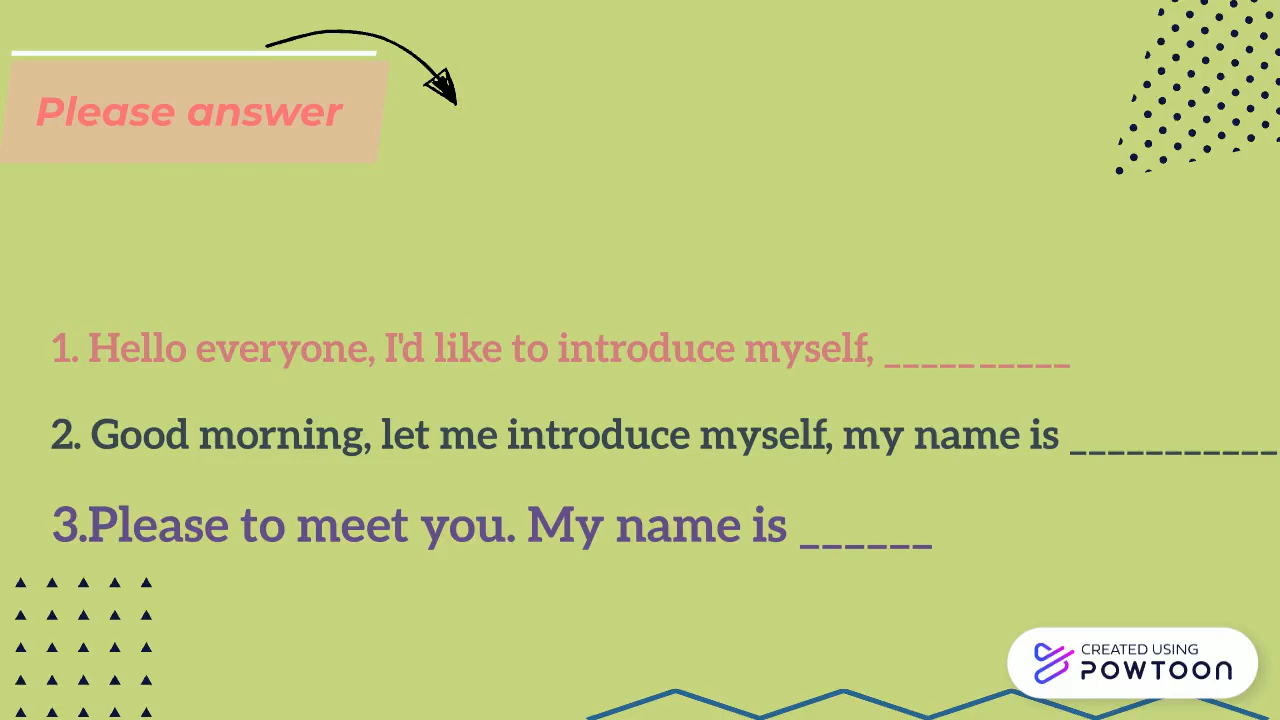 Please answer
1. Hello everyone, I'd like to introduce myself, __________
2. Good morning, let me introduce myself, my name is ___________
3.Please to meet you. My name is ______
CREATED USING
POWTOON